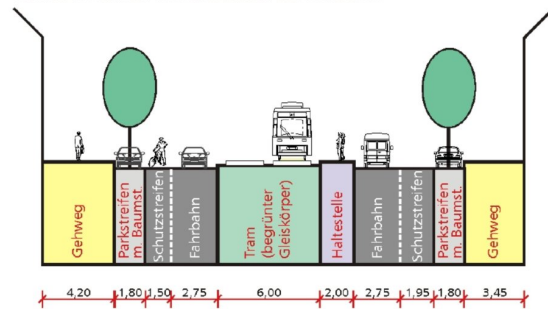 Gehweg
Parkstreifen
m. Baumst.
Schutzstreifen
Fahrbahn
Tram
(begrünter
Gleiskörper)
Haltestelle
Fahrbahn
Schutzstreifen
Parkstreifen
m. Baumst.
Gehweg
4,20 1,80 1,50 2,75 6,00 2,00 2,75 1,95 1,80 3,45